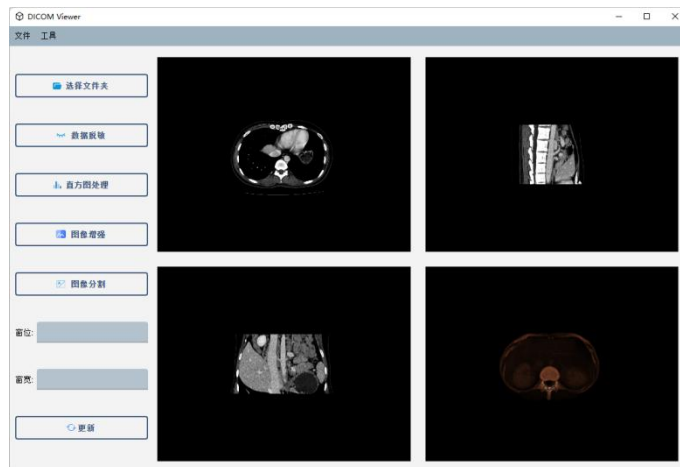 DICOM Viewer
文件 工具
选择文件夹
数据脱敏
直方图处理
图像增强
图像分割
窗位:
窗宽:
更新